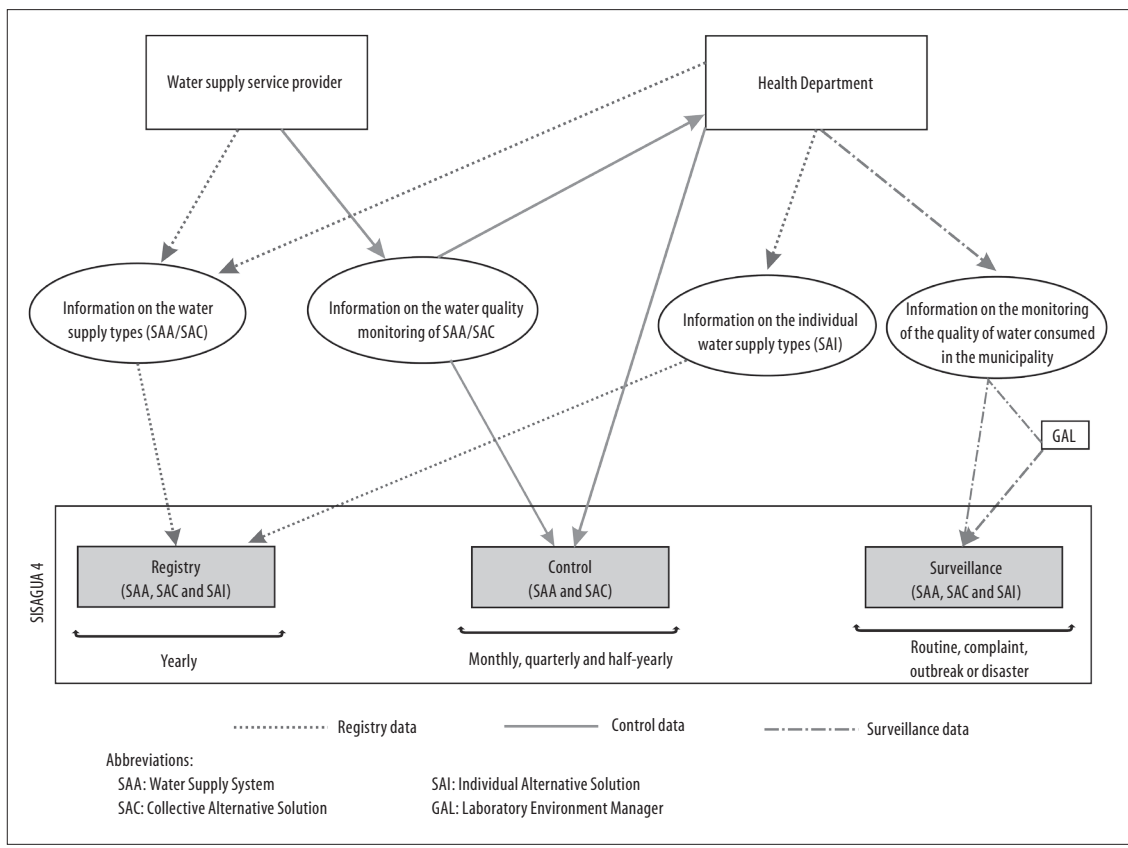 Water supply service provider
Health Department
Information on the water
supply types (SAA/SAC)
Information on the water quality
monitoring of SAA/SAC
Information on the individual
water supply types (SAI)
Information on the monitoring
of the quality of water consumed
in the municipality
GAL
SISAGUA 4
Registry
(SAA, SAC and SAI)
Control
(SAA and SAC)
Surveillance
(SAA, SAC and SAI)
Yearly
Monthly, quarterly and half-yearly
Routine, complaint,
outbreak or disaster
Registry data
Control data
Surveillance data
Abbreviations:
SAA: Water Supply System
SAC: Collective Alternative Solution
SAI: Individual Alternative Solution
GAL: Laboratory Environment Manager